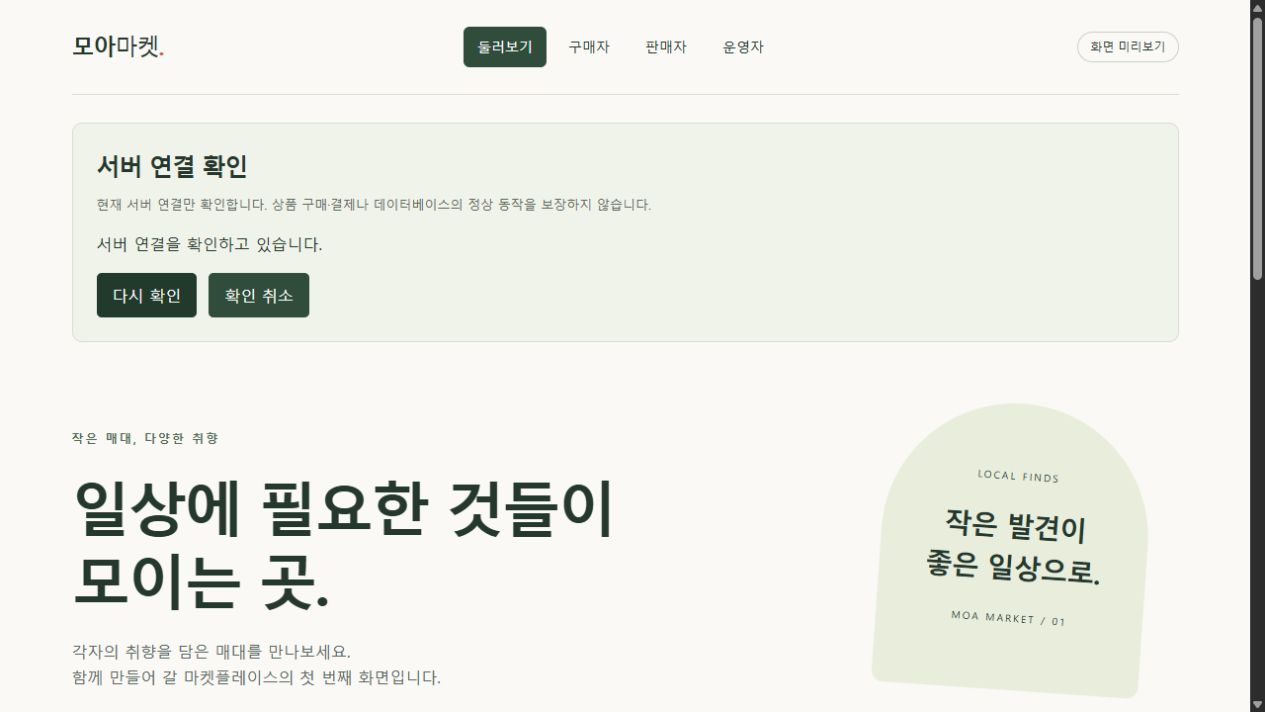 모아마켓.
둘러보기
구매자
판매자
운영자
화면 미리보기
서버 연결 확인
현재 서버 연결만 확인합니다. 상품 구매·결제나 데이터베이스의 정상 동작을 보장하지 않습니다.
서버 연결을 확인하고 있습니다.
다시 확인
확인 취소
작은 매대, 다양한 취향
일상에 필요한 것들이
모이는 곳.
각자의 취향을 담은 매대를 만나보세요.
함께 만들어 갈 마켓플레이스의 첫 번째 화면입니다.
LOCAL FINDS
작은 발견이
좋은 일상으로.
MOA MARKET / 01